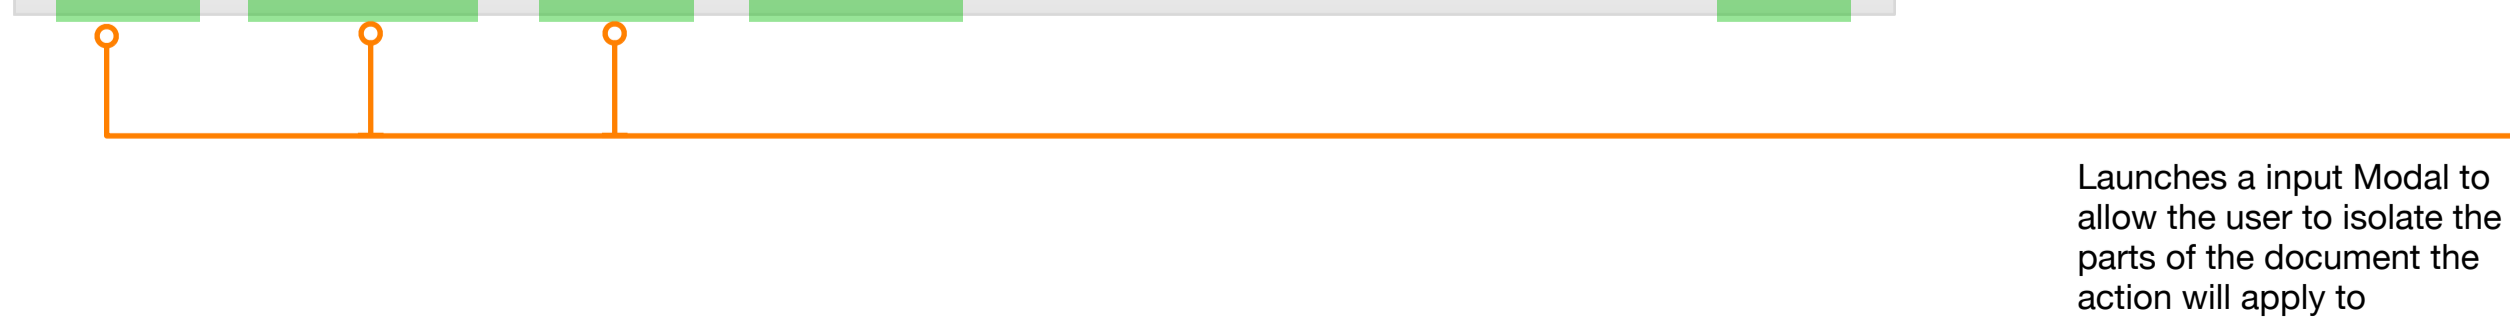 Launches a input Modal to
allow the user to isolate the
parts of the document the
action will apply to